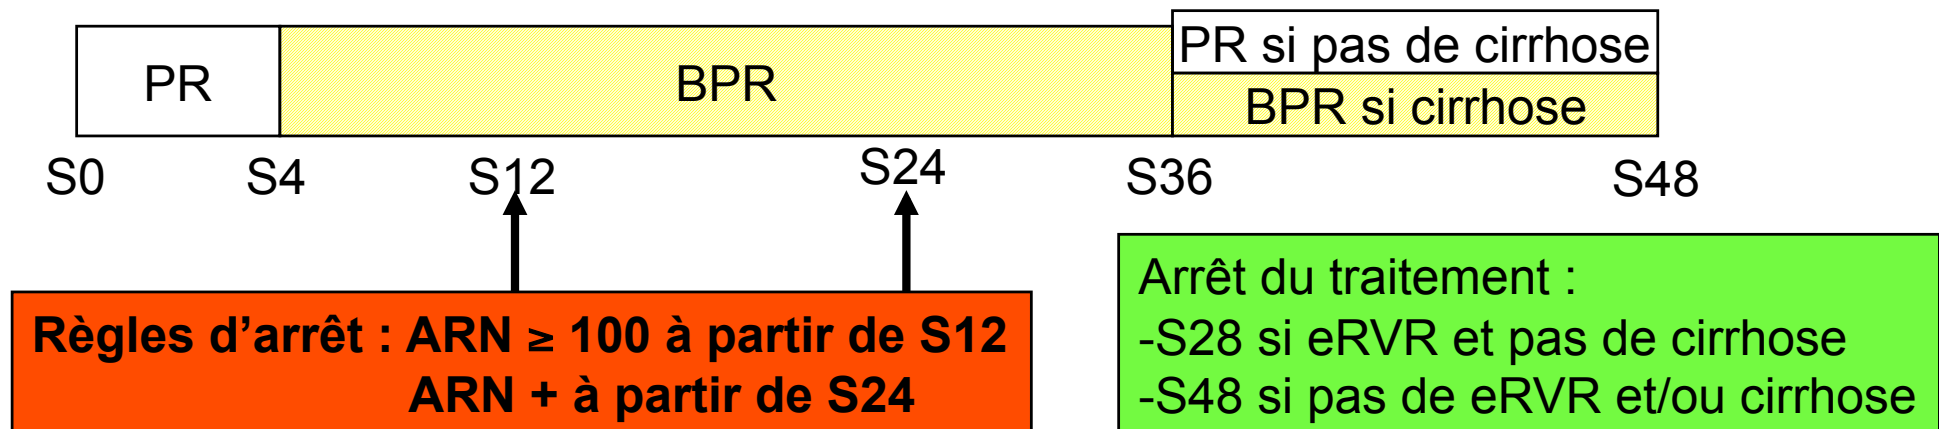 PR
BPR
PR si pas de cirrhose
BPR si cirrhose
S0
S4
S12
S24
S36
S48
Règles d’arrêt : ARN ≥ 100 à partir de S12
ARN + à partir de S24
Arrêt du traitement :
-S28 si eRVR et pas de cirrhose
-S48 si pas de eRVR et/ou cirrhose